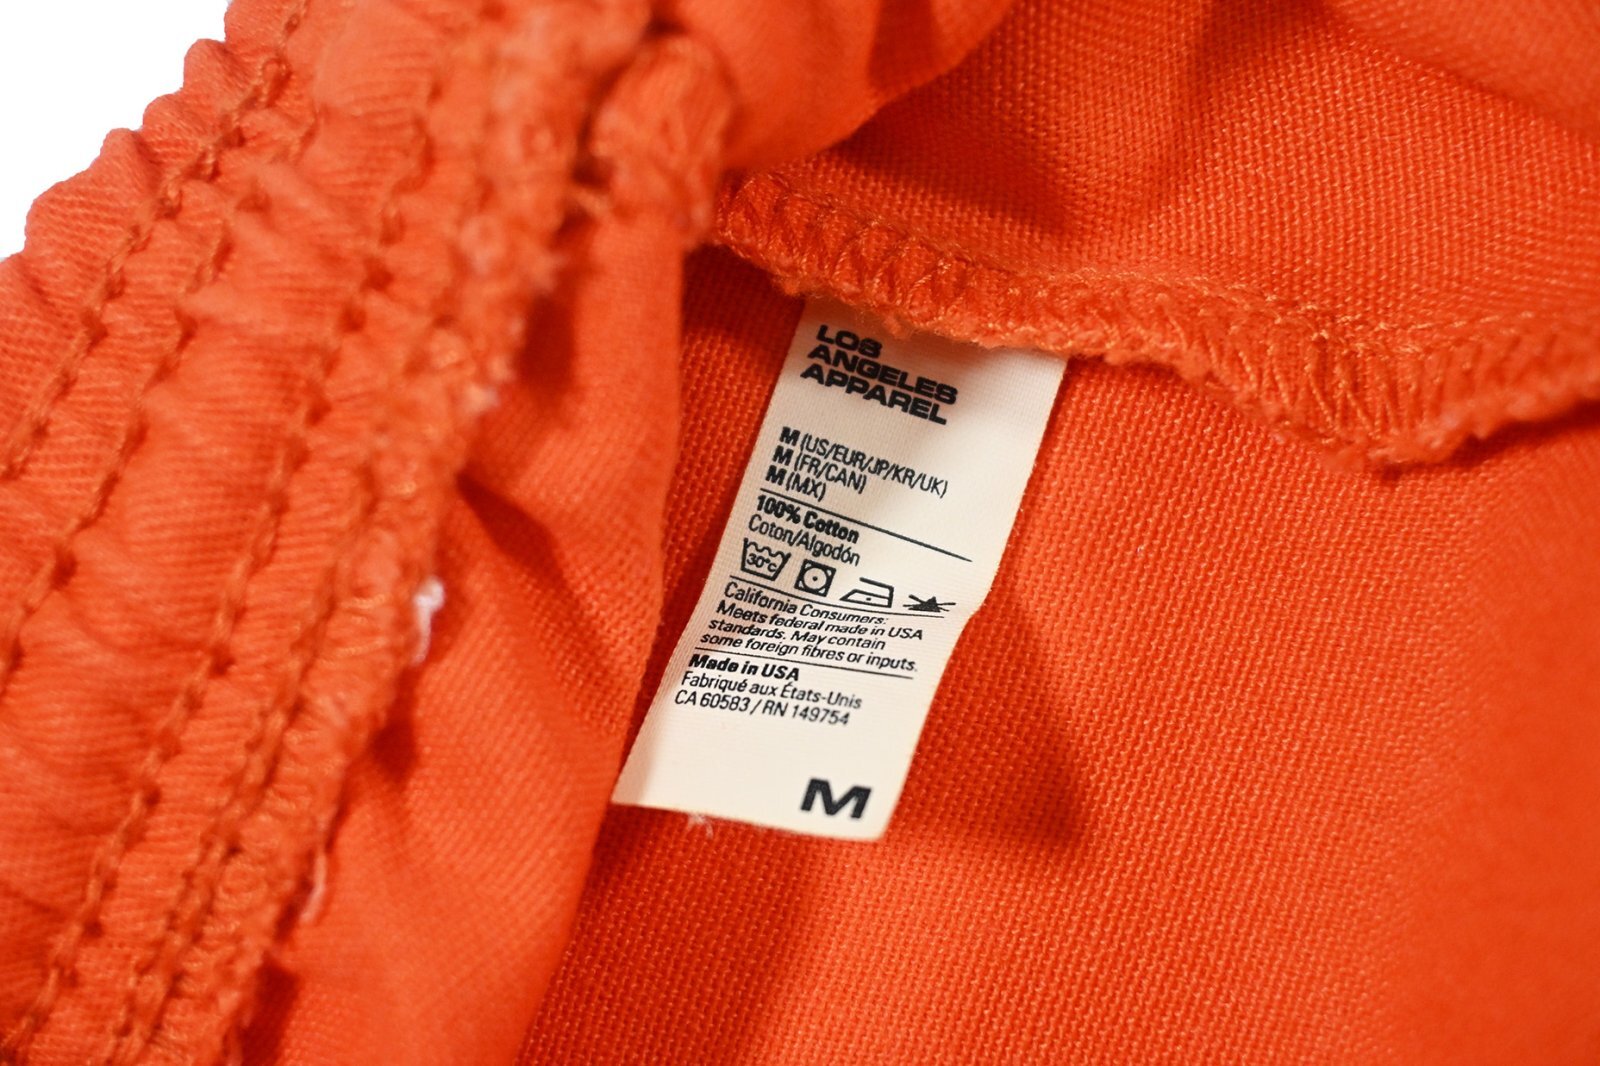 LOS
ANGELES
APPAREL
M (US/EUR/JP/KR/UK)
M (FR/CAN)
M (MX)
100% Cotton
Coton/Algodón
30°c
California Consumers:
Meets federal made in USA
standards. May contain
some foreign fibres or inputs.
Made in USA
Fabriqué aux États-Unis
CA 60583 / RN 149754
M